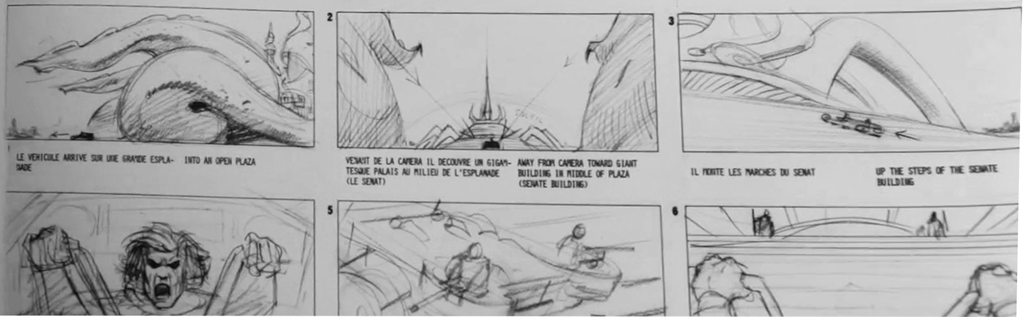 2
3
LE VEHICULE ARRIVE SUR UNE GRANDE ESPLA-
SADE
INTO AN OPEN PLAZA
VENANT DE LA CAMERA IL DECOUVRE UN GIGAN-
TESQUE PALAIS AU MILIEU DE L'ESPLANADE
(LE SENAT)
AWAY FROM CAMERA TOWARD GIANT
BUILDING IN MIDDLE OF PLAZA
(SENATE BUILDING)
IL MONTE LES MARCHES DU SENAT
UP THE STEPS OF THE SENATE
BUILDING
5
6